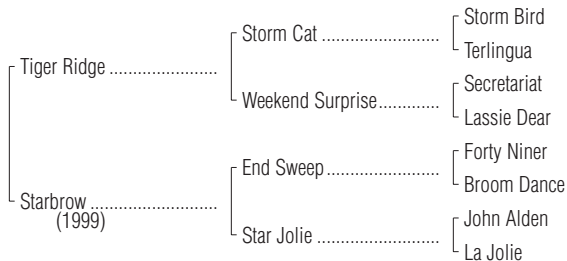 Storm Bird
Storm Cat ..............................
Terlingua
Tiger Ridge ...........................
Secretariat
Weekend Surprise...............
Lassie Dear
Forty Niner
End Sweep ............................
Broom Dance
Starbrow ................................
(1999)
John Alden
Star Jolie ...............................
La Jolie